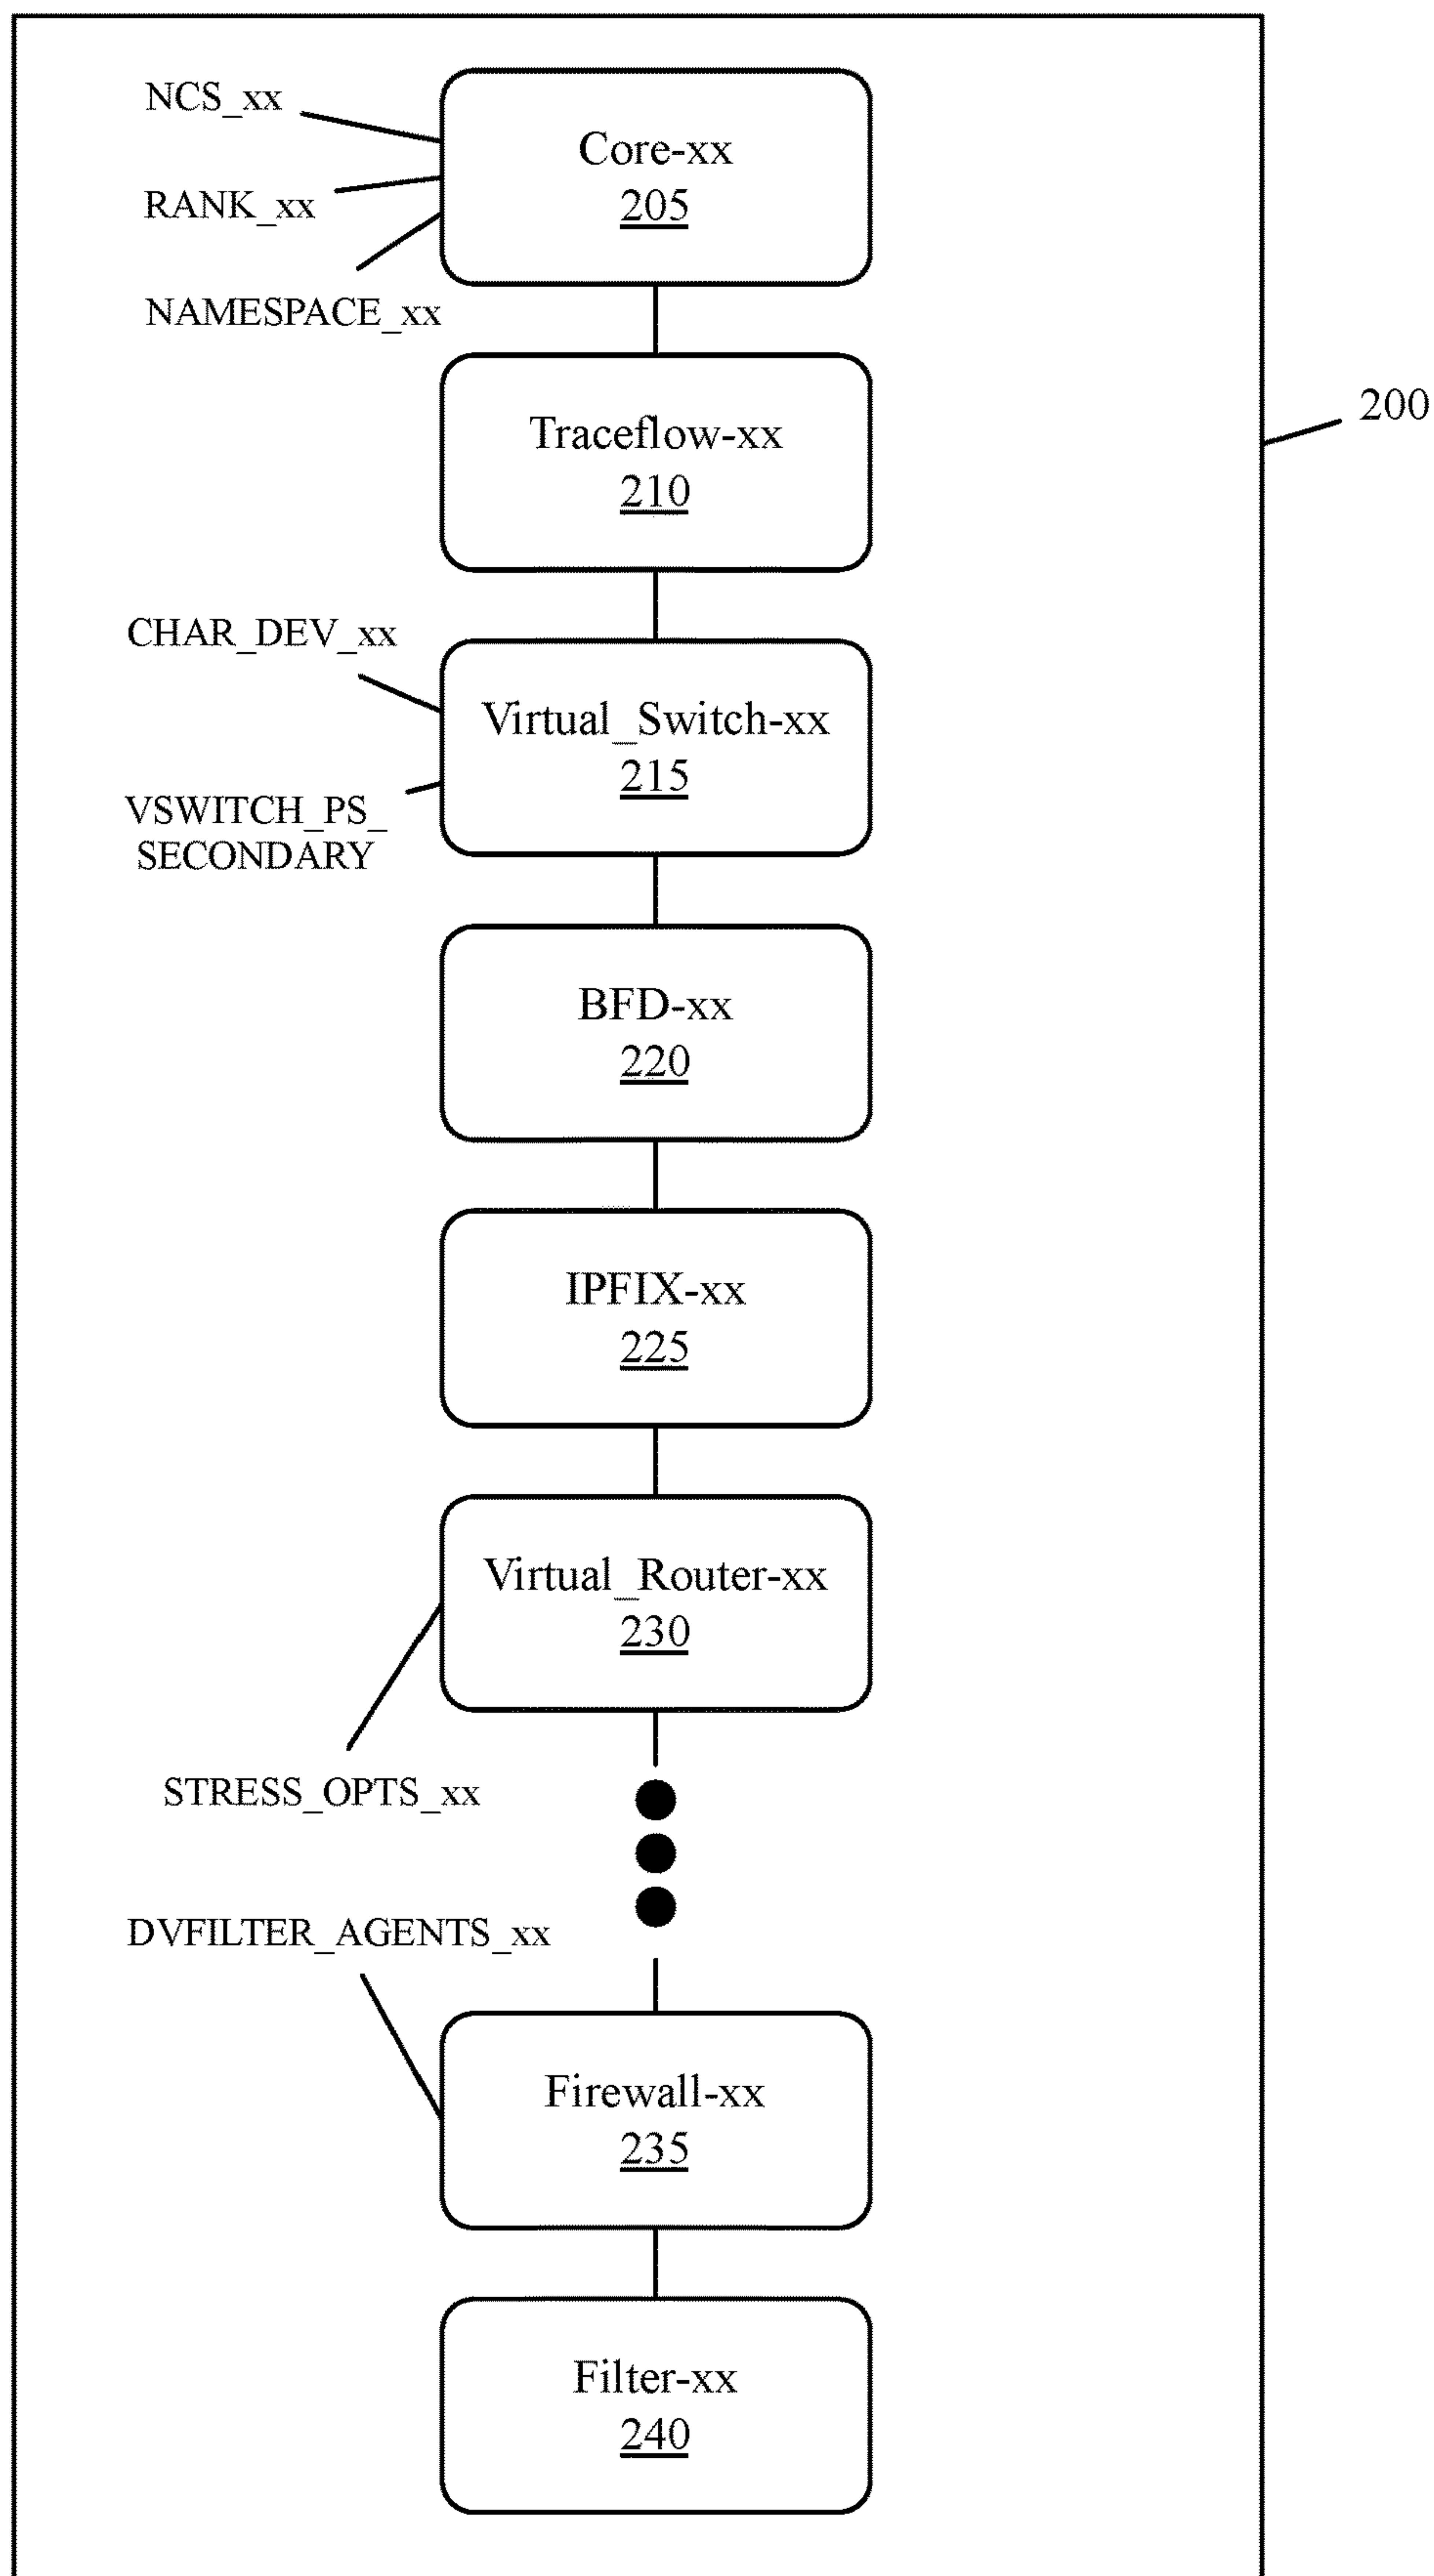 NCS_xx
Core-xx
205
RANK_xx
NAMESPACE_xx
Traceflow-xx
210
200
CHAR_DEV_xx
Virtual_Switch-xx
215
VSWITCH_PS_
SECONDARY
BFD-xx
220
IPFIX-xx
225
Virtual_Router-xx
230
STRESS_OPTS_xx
DVFILTER_AGENTS_xx
Firewall-xx
235
Filter-xx
240